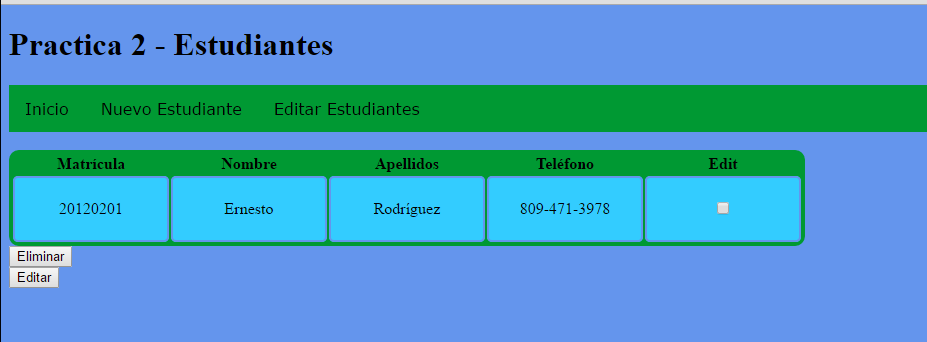 Practica 2 - Estudiantes
Inicio Nuevo Estudiante Editar Estudiantes
Matrícula Nombre Apellidos Teléfono Edit
20120201 Ernesto Rodríguez 809-471-3978
Eliminar
Editar